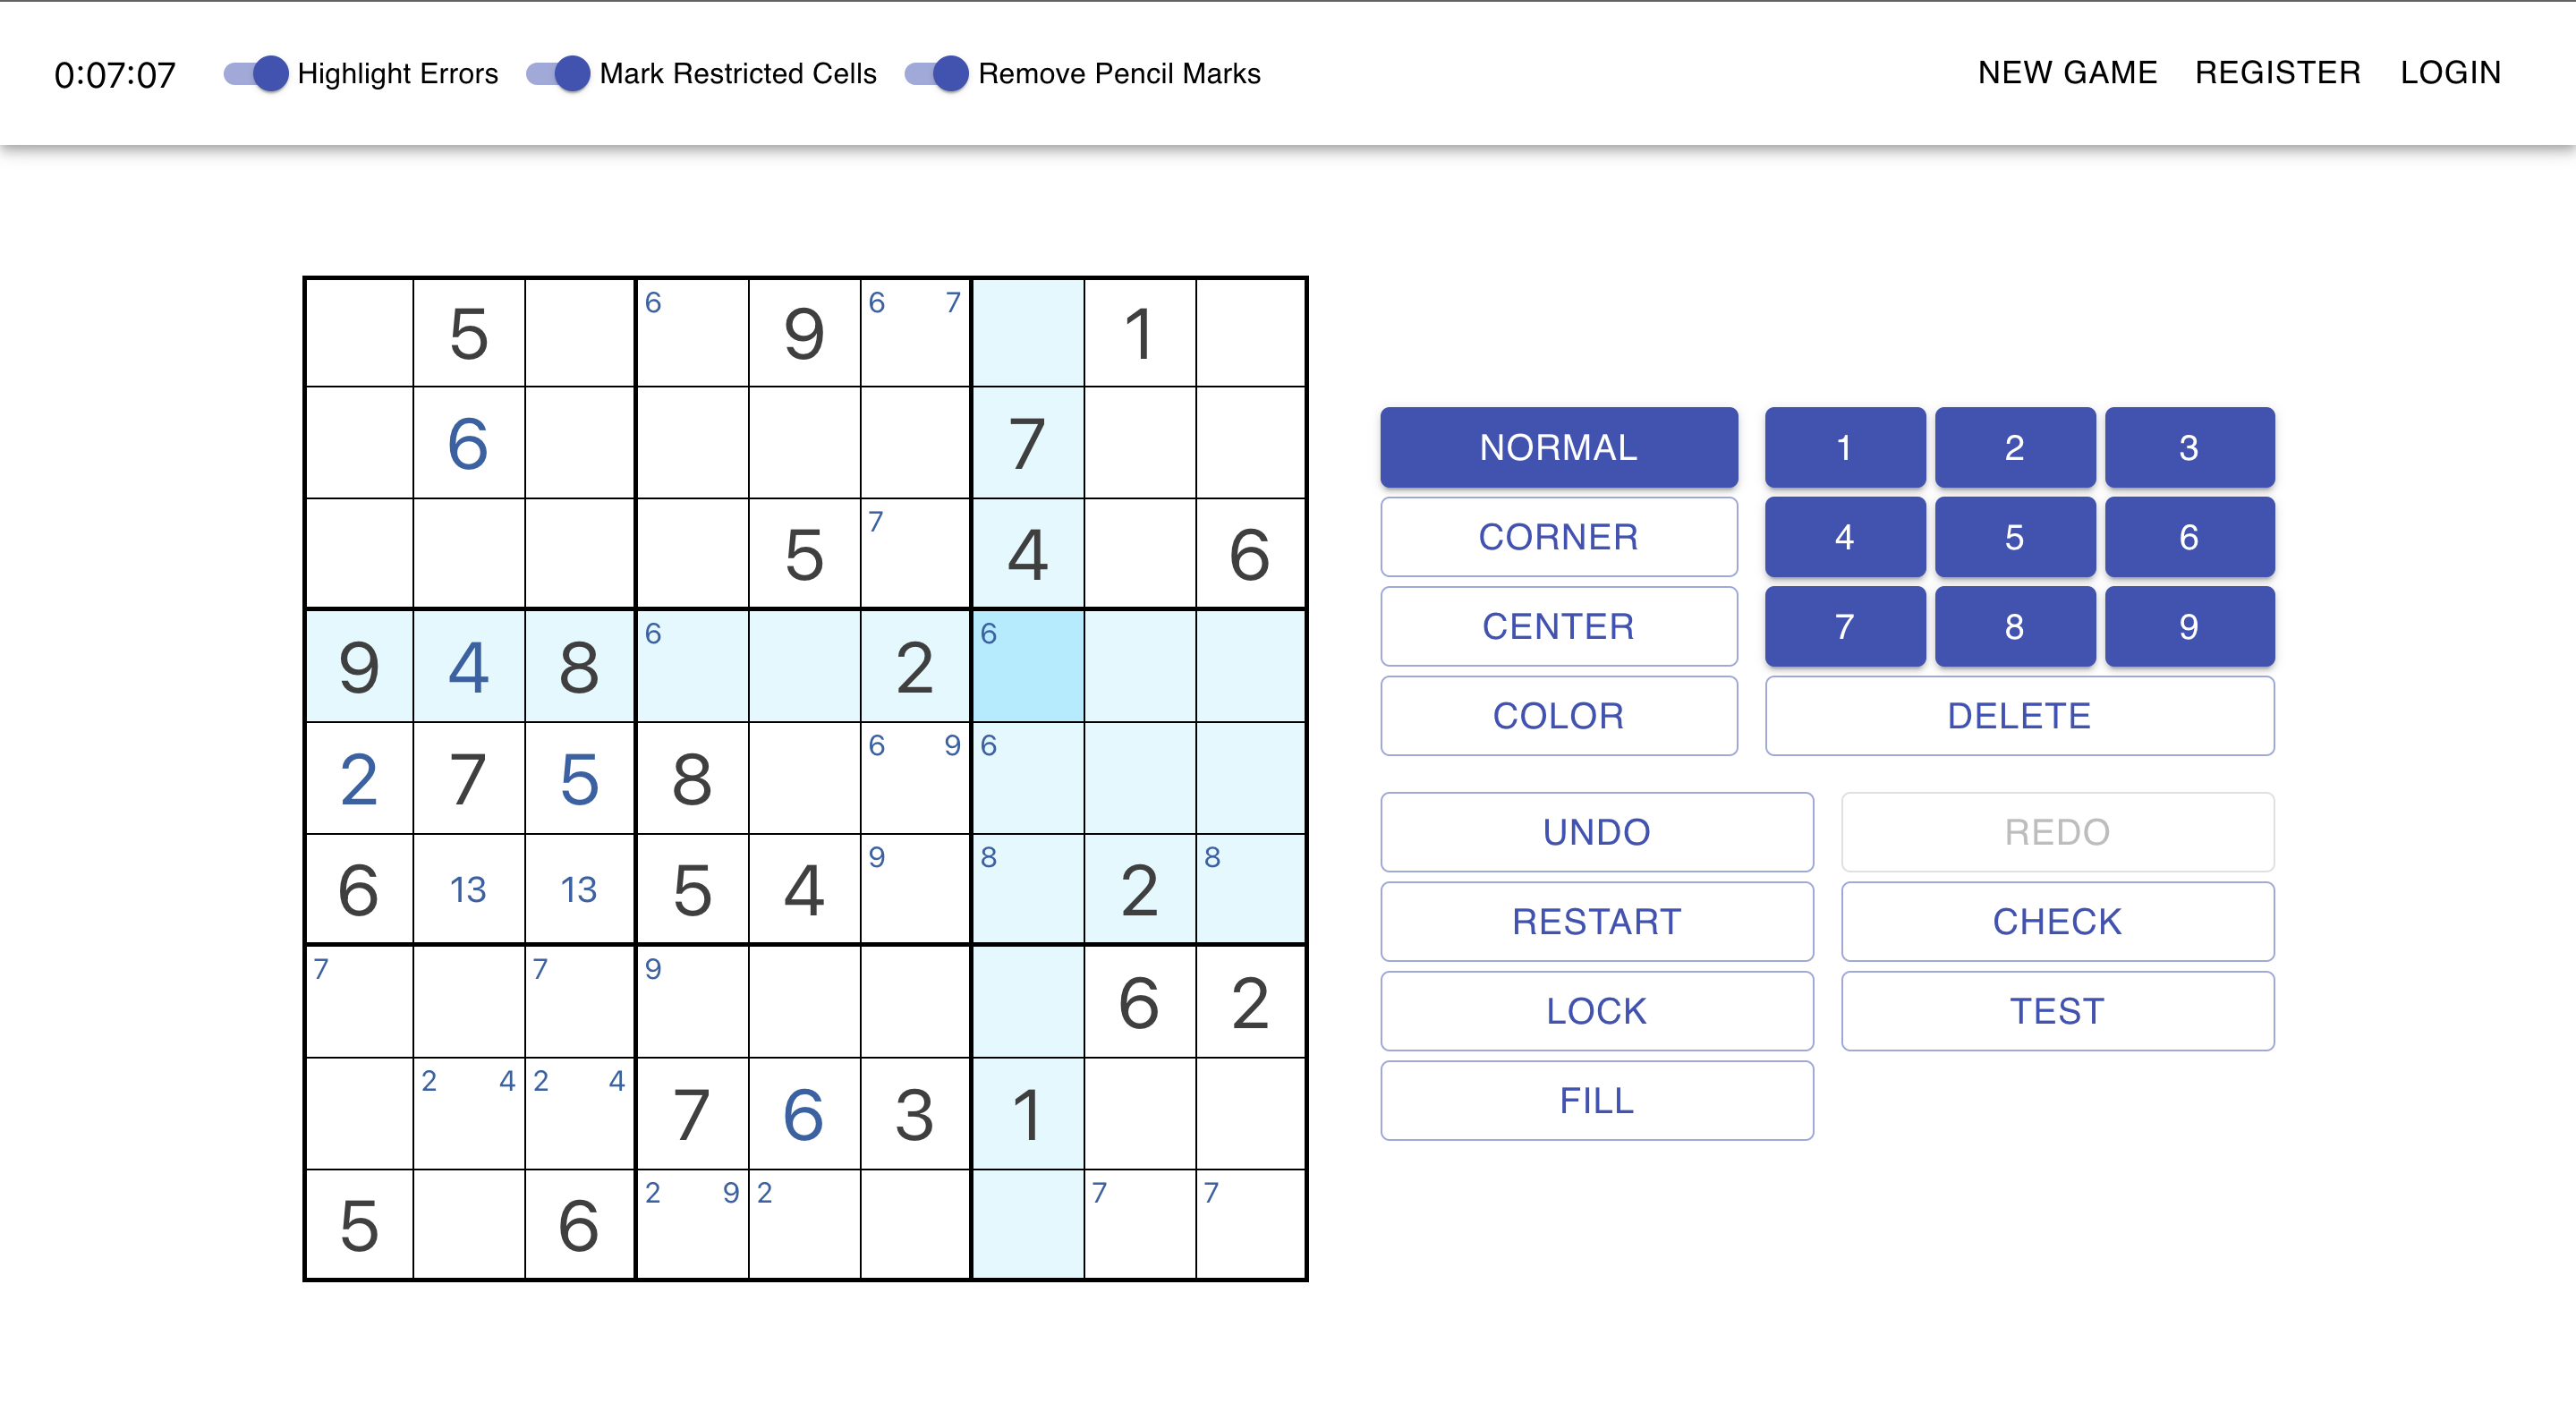 0:07:07 Highlight Errors Mark Restricted Cells Remove Pencil Marks NEW GAME REGISTER LOGIN
5 6 9 6 7 1
6 7
5 7 4 6
9 4 8 6 2 6
2 7 5 8 6 9 6
6 13 13 5 4 9 8 2 8
7 7 9 6 2
2 4 2 4 7 6 3 1
5 6 2 9 2 7 7
NORMAL 1 2 3
CORNER 4 5 6
CENTER 7 8 9
COLOR DELETE
UNDO REDO
RESTART CHECK
LOCK TEST
FILL